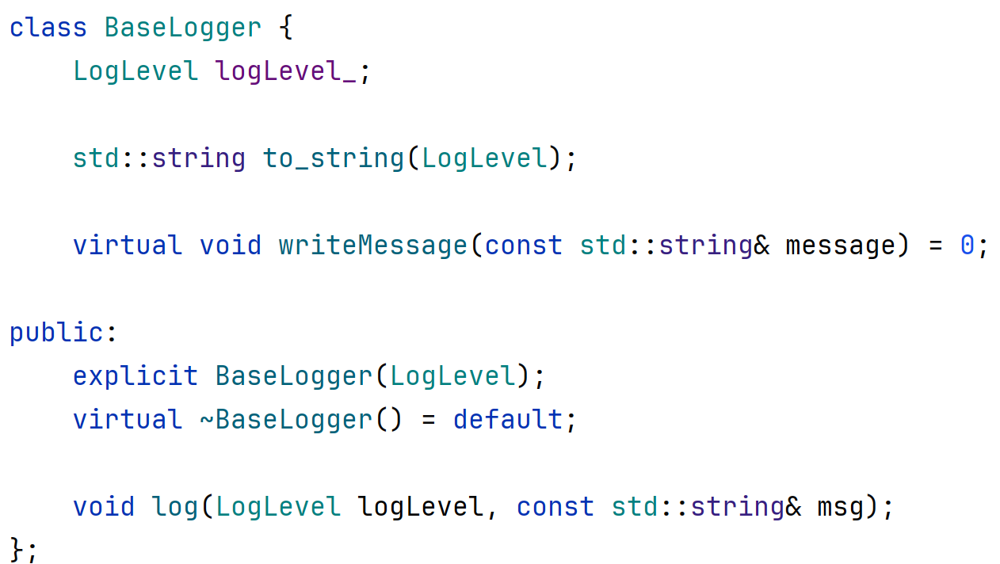 class BaseLogger {
    LogLevel logLevel_;
    std::string to_string(LogLevel);
    virtual void writeMessage(const std::string& message) = 0;
public:
    explicit BaseLogger(LogLevel);
    virtual ~BaseLogger() = default;
    void log(LogLevel logLevel, const std::string& msg);
};